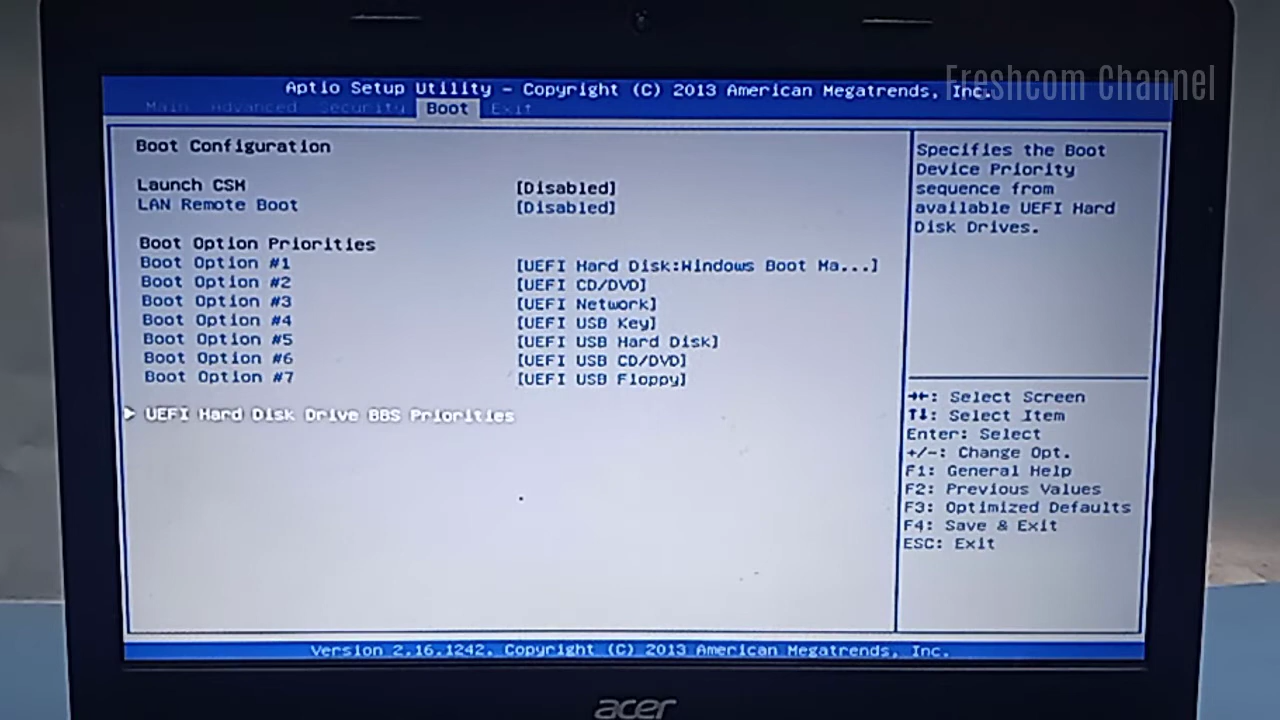 Freshcom Channel
Aptio Setup Utility - Copyright (C) 2013 American Megatrends, Inc.
Main Advanced Security Boot Exit
Boot Configuration
Launch CSM [Disabled]
LAN Remote Boot [Disabled]
Boot Option Priorities
Boot Option #1 [UEFI Hard Disk:Windows Boot Ma...]
Boot Option #2 [UEFI CD/DVD]
Boot Option #3 [UEFI Network]
Boot Option #4 [UEFI USB Key]
Boot Option #5 [UEFI USB Hard Disk]
Boot Option #6 [UEFI USB CD/DVD]
Boot Option #7 [UEFI USB Floppy]
► UEFI Hard Disk Drive BBS Priorities
Specifies the Boot
Device Priority
sequence from
available UEFI Hard
Disk Drives.
→←: Select Screen
↑↓: Select Item
Enter: Select
+/-: Change Opt.
F1: General Help
F2: Previous Values
F3: Optimized Defaults
F4: Save & Exit
ESC: Exit
Version 2.16.1242. Copyright (C) 2013 American Megatrends, Inc.
acer